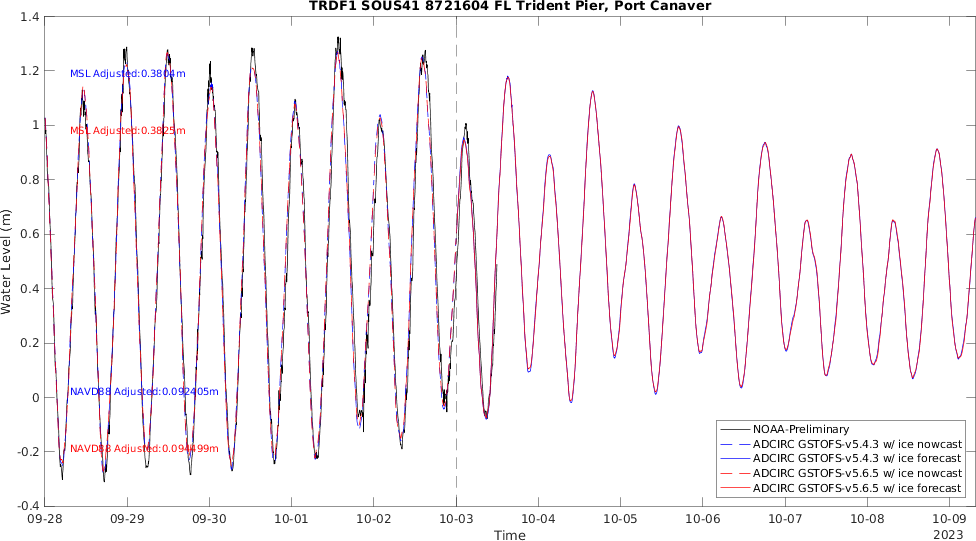 TRDF1 SOUS41 8721604 FL Trident Pier, Port Canaver
1.4
1.2
1
0.8
0.6
0.4
0.2
0
-0.2
-0.4
Water Level (m)
MSL Adjusted:0.3804m
MSL Adjusted:0.3825m
NAVD88 Adjusted:0.092405m
NAVD88 Adjusted:0.094499m
NOAA-Preliminary
ADCIRC GSTOFS-v5.4.3 w/ ice nowcast
ADCIRC GSTOFS-v5.4.3 w/ ice forecast
ADCIRC GSTOFS-v5.6.5 w/ ice nowcast
ADCIRC GSTOFS-v5.6.5 w/ ice forecast
09-28 09-29 09-30 10-01 10-02 10-03 10-04 10-05 10-06 10-07 10-08 10-09
Time
2023